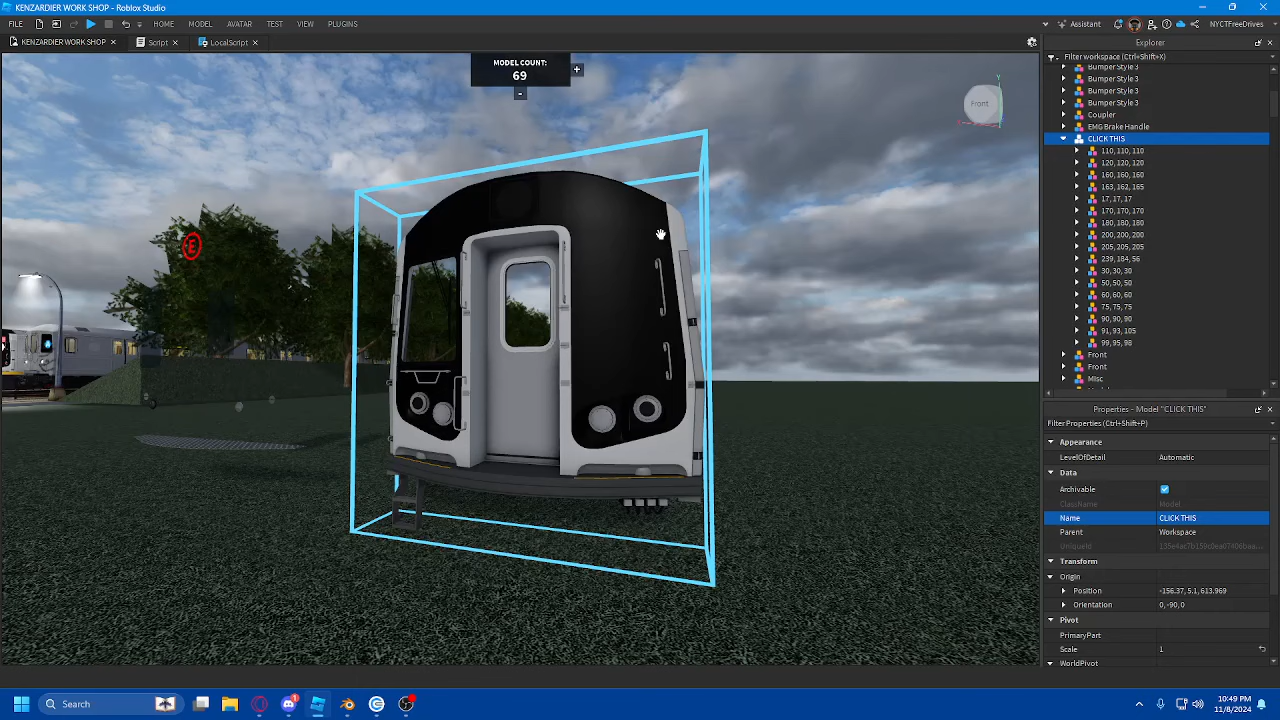 KENZARDIER WORK SHOP - Roblox Studio
FILE HOME MODEL AVATAR TEST VIEW PLUGINS Assistant NYCTFreeDrives
KENZARDIER WORK SHOP Script LocalScript
MODEL COUNT:
69
+
-
Front
Y
E
Explorer
Filter workspace (Ctrl+Shift+X)
Bumper Style 3
Bumper Style 3
Bumper Style 3
Bumper Style 3
Coupler
EMG Brake Handle
CLICK THIS
110, 110, 110
120, 120, 120
160, 160, 160
163, 162, 165
17, 17, 17
170, 170, 170
180, 180, 180
200, 200, 200
205, 205, 205
239, 184, 56
30, 30, 30
50, 50, 50
60, 60, 60
75, 75, 75
90, 90, 90
91, 93, 105
99, 95, 98
Front
Front
Misc
Properties - Model "CLICK THIS"
Filter Properties (Ctrl+Shift+P)
Appearance
LevelOfDetail Automatic
Data
Archivable
ClassName Model
Name CLICK THIS
Parent Workspace
UniqueId
Transform
Origin
Position -156.37, 5.1, 613.969
Orientation 0, -90, 0
Pivot
PrimaryPart
Scale 1
WorldPivot
Search
1
10:49 PM
11/8/2024